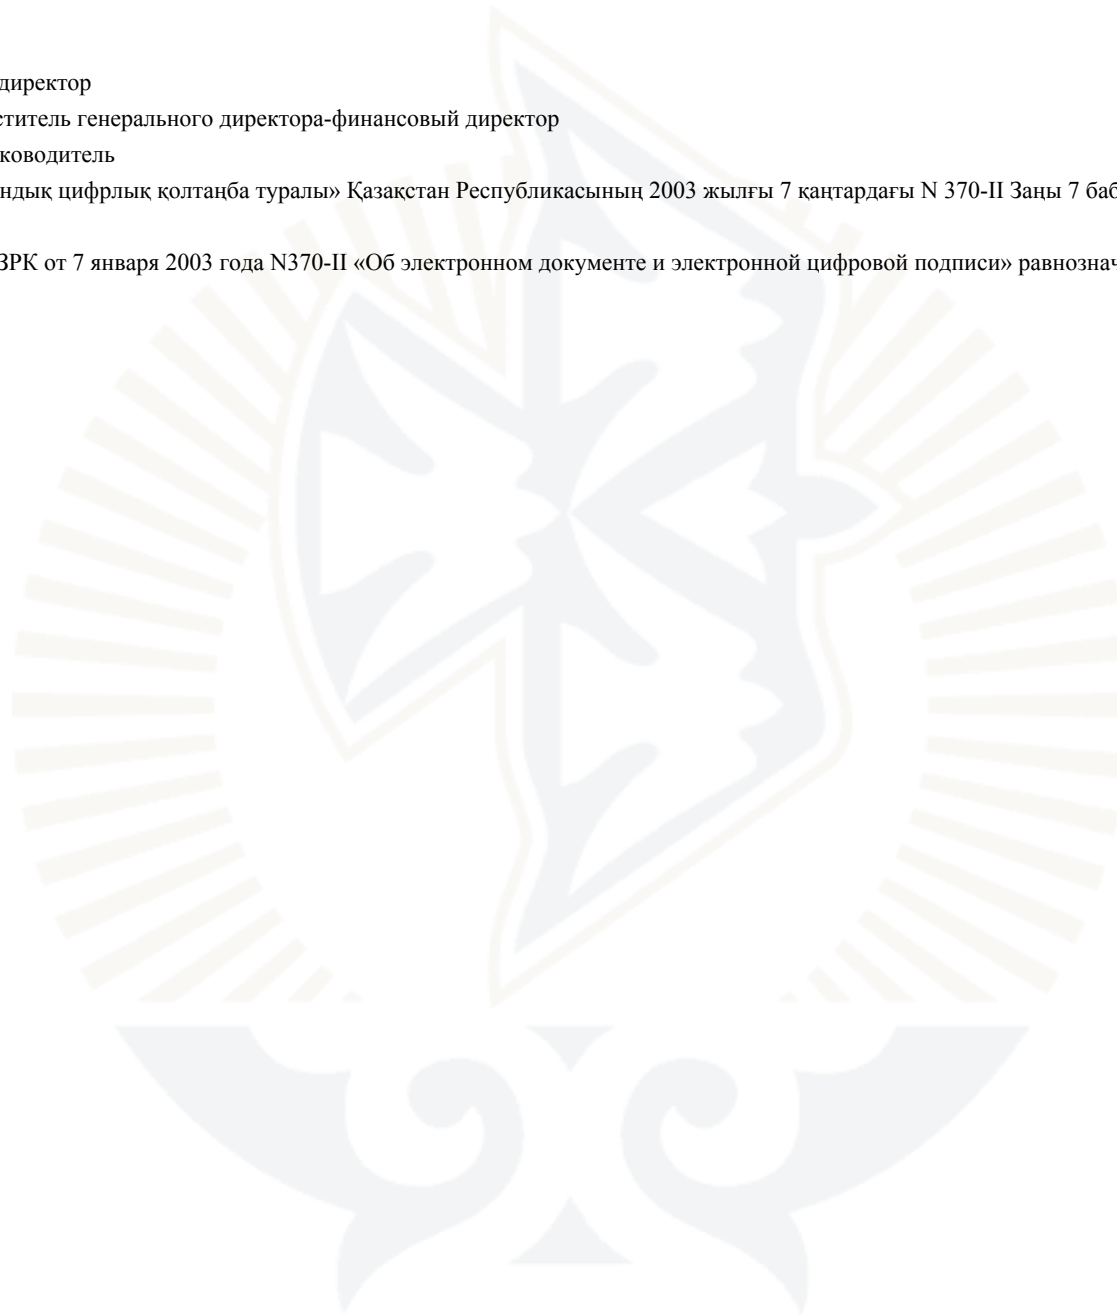 директор
ститель генерального директора-финансовый директор
ководитель
ндық цифрлық қолтаңба туралы» Қазақстан Республикасының 2003 жылғы 7 қаңтардағы N 370-II Заңы 7 баб
ЗРК от 7 января 2003 года N370-II «Об электронном документе и электронной цифровой подписи» равнознач